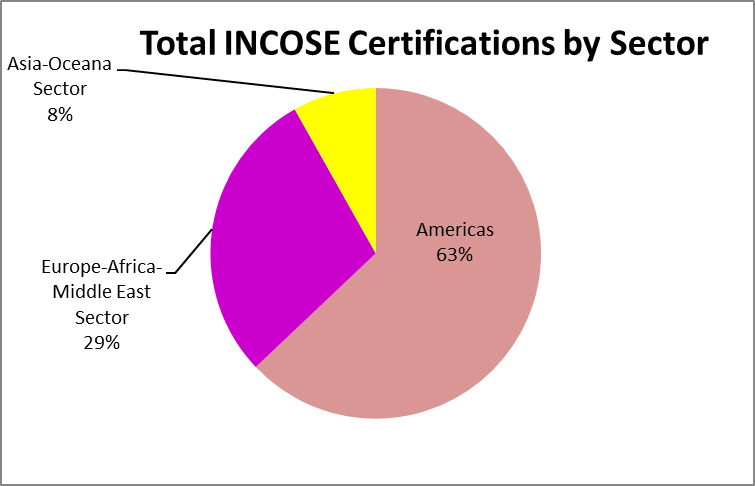 Total INCOSE Certifications by Sector
Asia-Oceana
Sector
8%
Americas
63%
Europe-Africa-
Middle East
Sector
29%